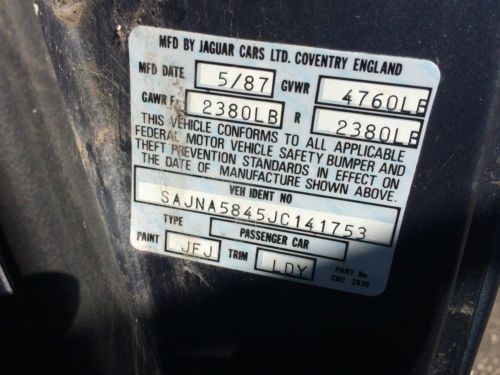 MFD BY JAGUAR CARS LTD. COVENTRY ENGLAND
MFD DATE 5/87 GVWR 4760LB
GAWR F 2380LB R 2380LB
THIS VEHICLE CONFORMS TO ALL APPLICABLE
FEDERAL MOTOR VEHICLE SAFETY BUMPER AND
THEFT PREVENTION STANDARDS IN EFFECT ON
THE DATE OF MANUFACTURE SHOWN ABOVE.
VEH IDENT NO
SAJNA5845JC141753
TYPE PASSENGER CAR
PAINT JFJ TRIM LDY
PART No
CDC 2830